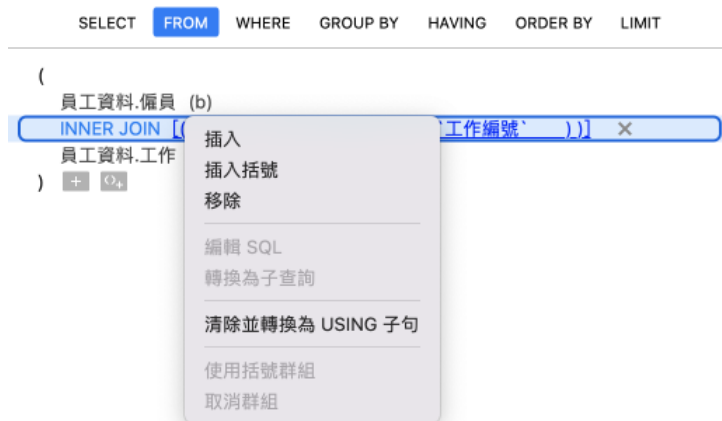 SELECT FROM WHERE GROUP BY HAVING ORDER BY LIMIT
(
員工資料.僱員 (b)
INNER JOIN [( `工作編號` ) )] ✕
員工資料.工作
) +
插入
插入括號
移除
編輯 SQL
轉換為子查詢
清除並轉換為 USING 子句
使用括號群組
取消群組